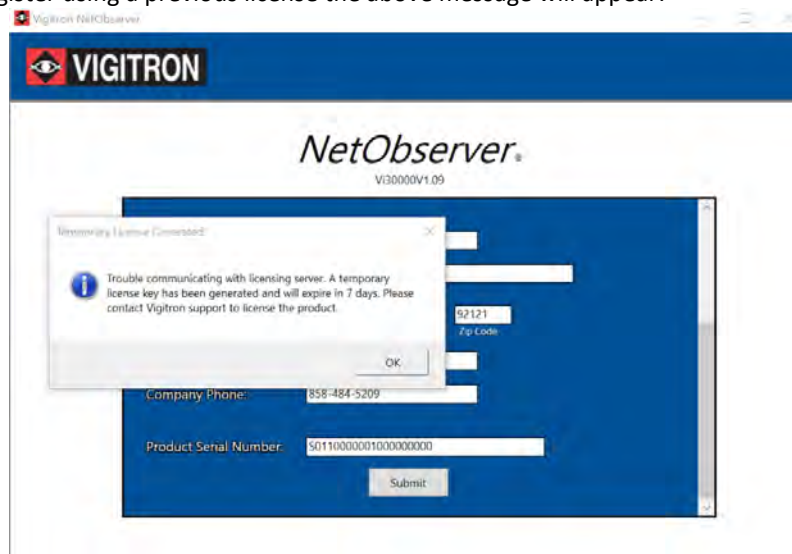 gister using a previous license the above message will appear.
Vigitron NetObserver
VIGITRON
NetObserver®
Vi30000V1.09
Temporary License Generated
Trouble communicating with licensing server. A temporary
license key has been generated and will expire in 7 days. Please
contact Vigitron support to license the product.
OK
92121
Zip Code
Company Phone: 858-484-5209
Product Serial Number: S0110000001000000000
Submit